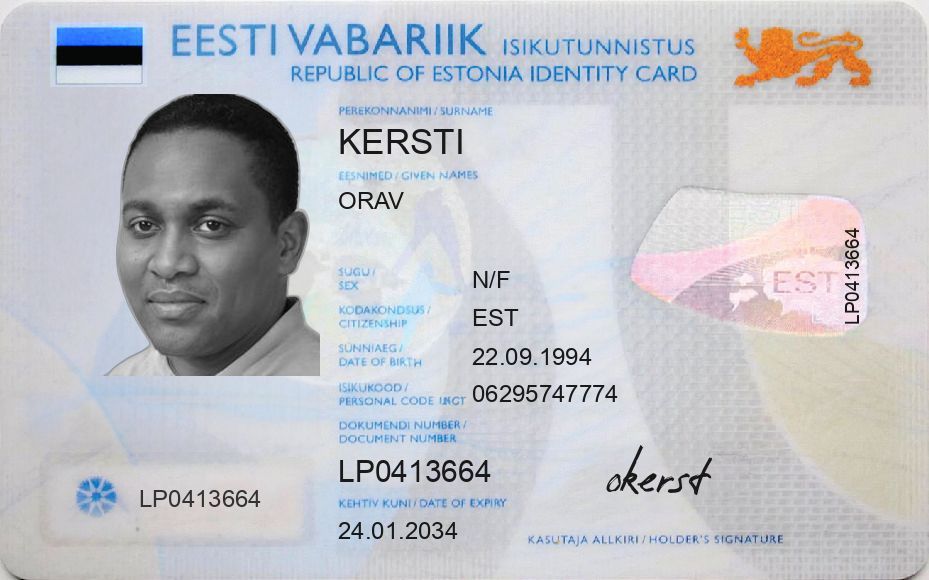 EESTI VABARIIK ISIKUTUNNISTUS
REPUBLIC OF ESTONIA IDENTITY CARD
PEREKONNANIMI / SURNAME
KERSTI
EESNIMED / GIVEN NAMES
ORAV
SUGU /
SEX
N/F
KODAKONDSUS /
CITIZENSHIP
EST
SÜNNIAEG /
DATE OF BIRTH
22.09.1994
ISIKUKOOD /
PERSONAL CODE
06295747774
DOKUMENDI NUMBER /
DOCUMENT NUMBER
LP0413664
KEHTIV KUNI / DATE OF EXPIRY
24.01.2034
KASUTAJA ALLKIRI / HOLDER'S SIGNATURE
okerst
LP0413664
EST
LP0413664